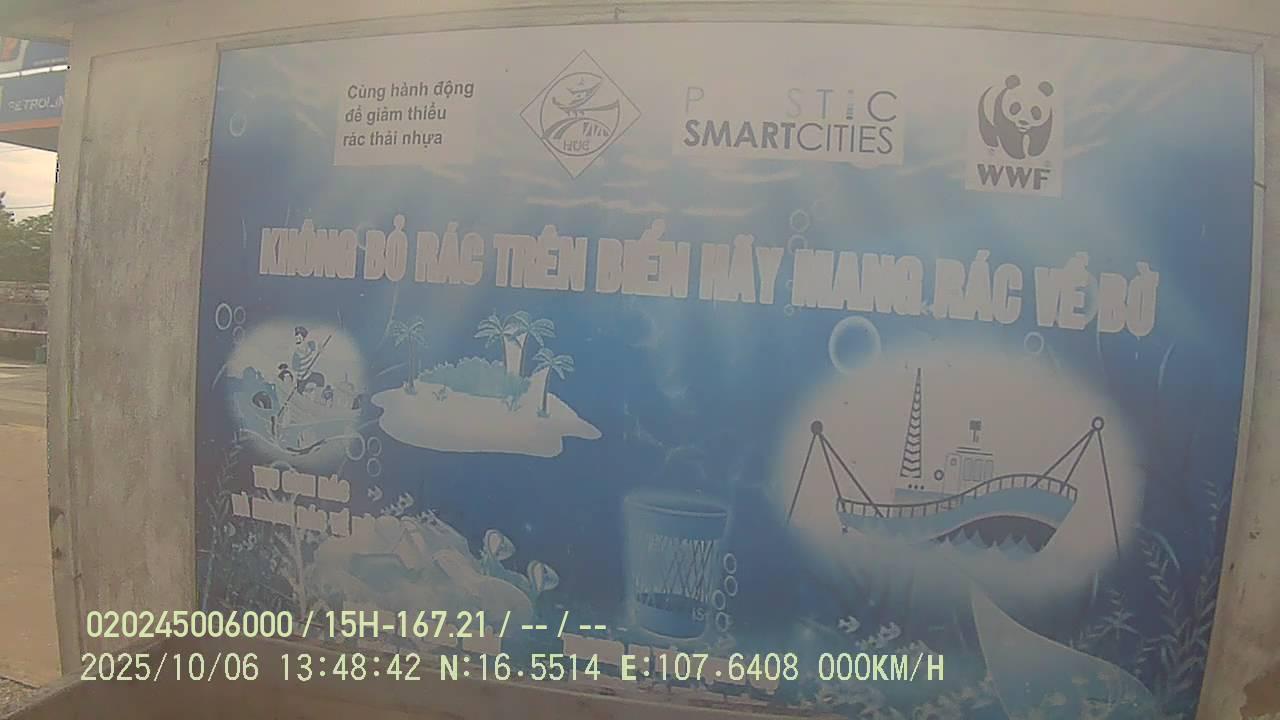 PETROLIM
Cùng hành động
để giảm thiểu
rác thải nhựa
HUẾ
P STiC
SMARTCITIES
WWF
KHÔNG BỎ RÁC TRÊN BIỂN HÃY MANG RÁC VỀ BỜ
020245006000 / 15H-167.21 / -- / --
2025/10/06 13:48:42 N:16.5514 E:107.6408 000KM/H